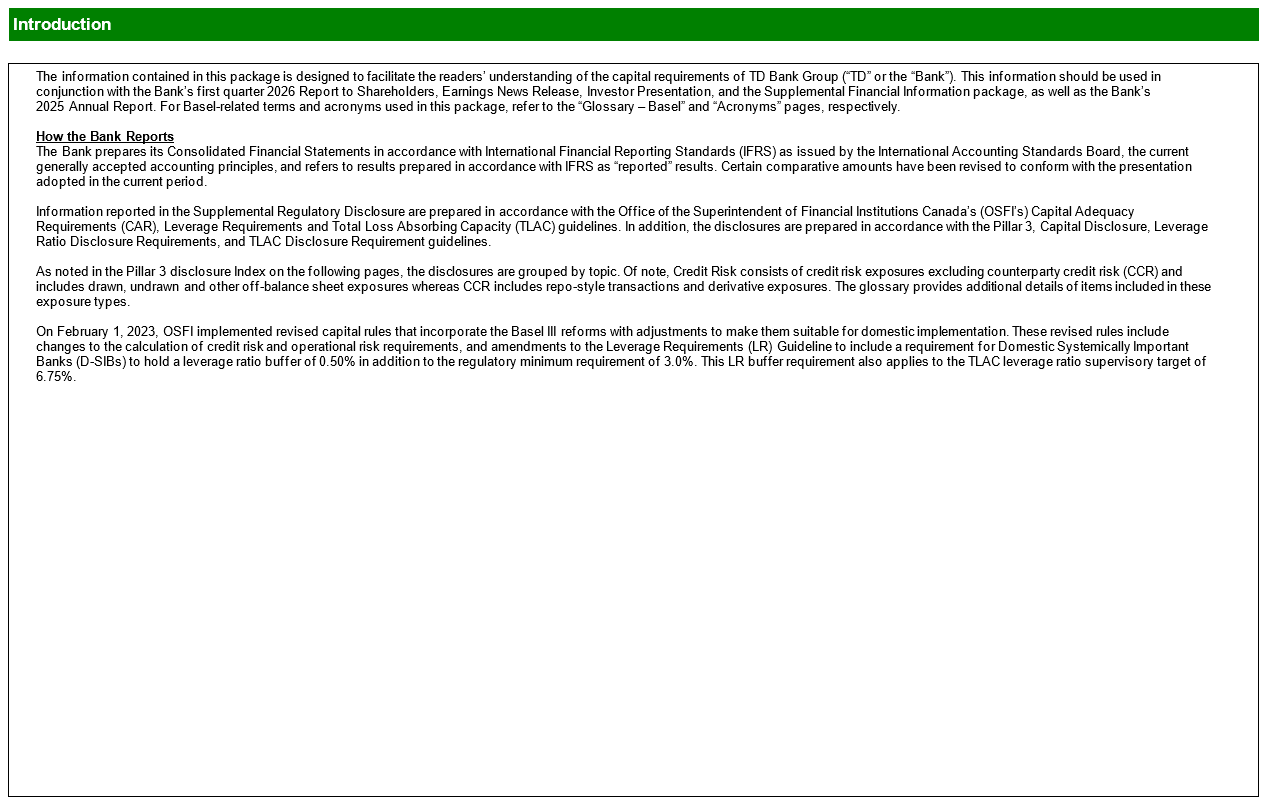 Introduction
The information contained in this package is designed to facilitate the readers’ understanding of the capital requirements of TD Bank Group (“TD” or the “Bank”). This information should be used in
conjunction with the Bank’s first quarter 2026 Report to Shareholders, Earnings News Release, Investor Presentation, and the Supplemental Financial Information package, as well as the Bank’s
2025 Annual Report. For Basel-related terms and acronyms used in this package, refer to the “Glossary – Basel” and “Acronyms” pages, respectively.
How the Bank Reports
The Bank prepares its Consolidated Financial Statements in accordance with International Financial Reporting Standards (IFRS) as issued by the International Accounting Standards Board, the current
generally accepted accounting principles, and refers to results prepared in accordance with IFRS as “reported” results. Certain comparative amounts have been revised to conform with the presentation
adopted in the current period.
Information reported in the Supplemental Regulatory Disclosure are prepared in accordance with the Office of the Superintendent of Financial Institutions Canada’s (OSFI’s) Capital Adequacy
Requirements (CAR), Leverage Requirements and Total Loss Absorbing Capacity (TLAC) guidelines. In addition, the disclosures are prepared in accordance with the Pillar 3, Capital Disclosure, Leverage
Ratio Disclosure Requirements, and TLAC Disclosure Requirement guidelines.
As noted in the Pillar 3 disclosure Index on the following pages, the disclosures are grouped by topic. Of note, Credit Risk consists of credit risk exposures excluding counterparty credit risk (CCR) and
includes drawn, undrawn and other off-balance sheet exposures whereas CCR includes repo-style transactions and derivative exposures. The glossary provides additional details of items included in these
exposure types.
On February 1, 2023, OSFI implemented revised capital rules that incorporate the Basel III reforms with adjustments to make them suitable for domestic implementation. These revised rules include
changes to the calculation of credit risk and operational risk requirements, and amendments to the Leverage Requirements (LR) Guideline to include a requirement for Domestic Systemically Important
Banks (D-SIBs) to hold a leverage ratio buffer of 0.50% in addition to the regulatory minimum requirement of 3.0%. This LR buffer requirement also applies to the TLAC leverage ratio supervisory target of
6.75%.